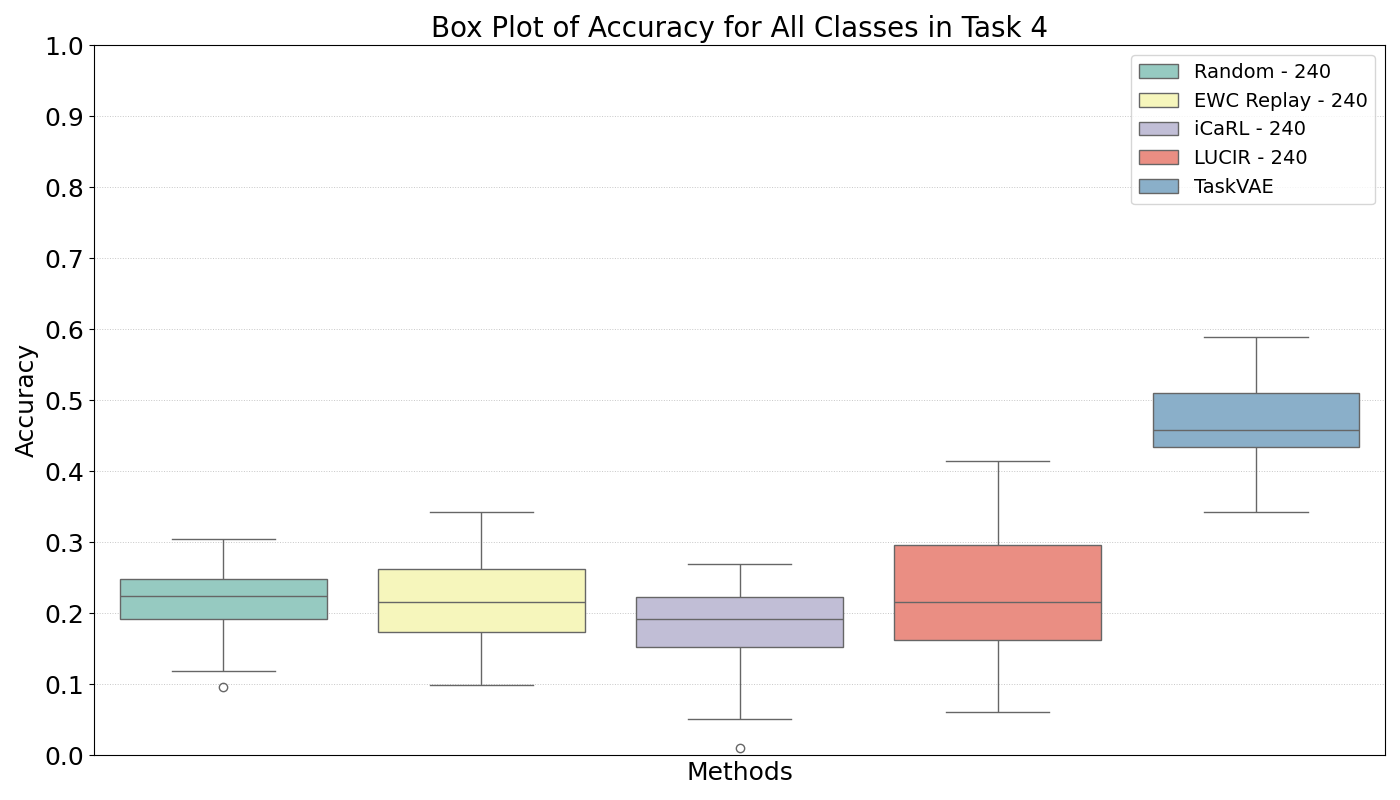 Box Plot of Accuracy for All Classes in Task 4
1.0
0.9
0.8
0.7
0.6
0.5
0.4
0.3
0.2
0.1
0.0
Accuracy
Methods
Random - 240
EWC Replay - 240
iCaRL - 240
LUCIR - 240
TaskVAE